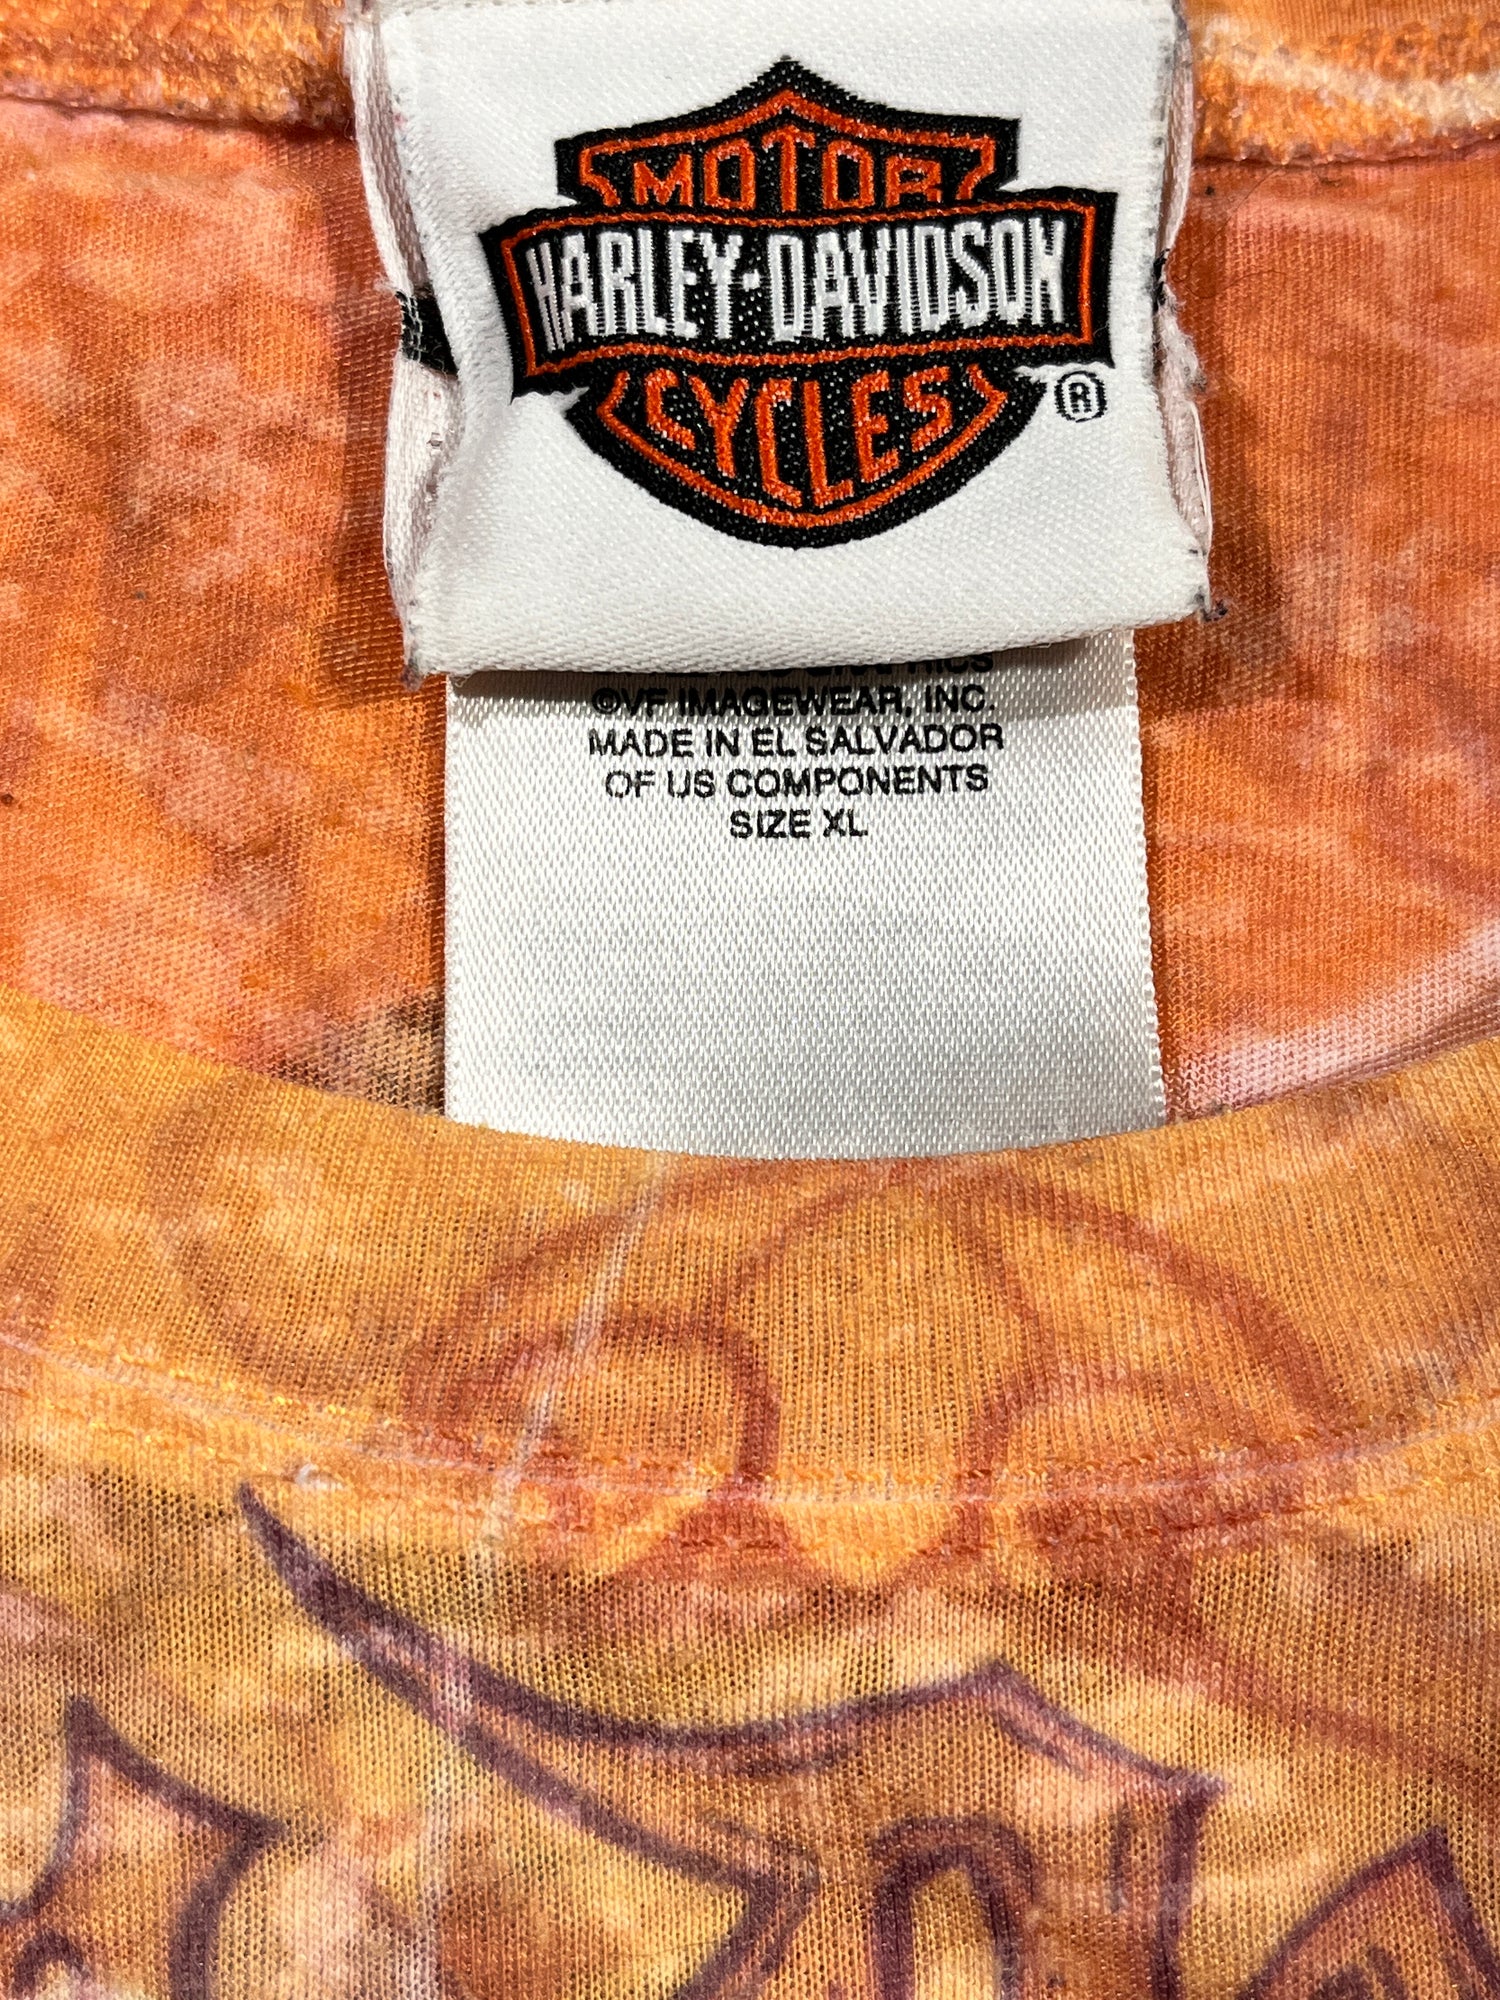 MOTOR
HARLEY-DAVIDSON
CYCLES
®
©VF IMAGEWEAR, INC.
MADE IN EL SALVADOR
OF US COMPONENTS
SIZE XL